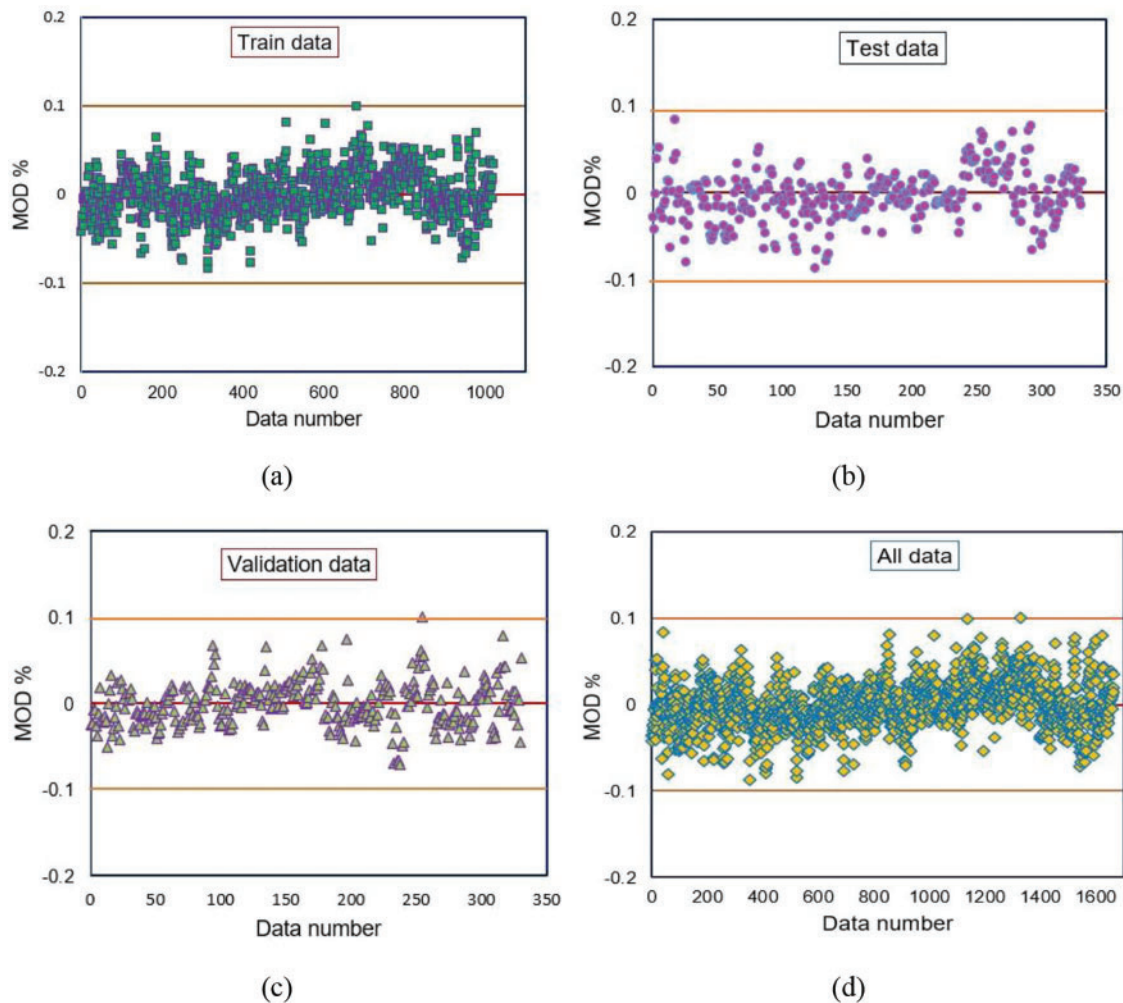 0.2
Train data
0.1
MOD %
0
-0.1
-0.2
0 200 400 600 800 1000
Data number
(a)
0.2
Test data
0.1
MOD%
0
-0.1
-0.2
0 50 100 150 200 250 300 350
Data number
(b)
0.2
Validation data
0.1
MOD %
0
-0.1
-0.2
0 50 100 150 200 250 300 350
Data number
(c)
0.2
All data
0.1
MOD %
0
-0.1
-0.2
0 200 400 600 800 1000 1200 1400 1600
Data number
(d)